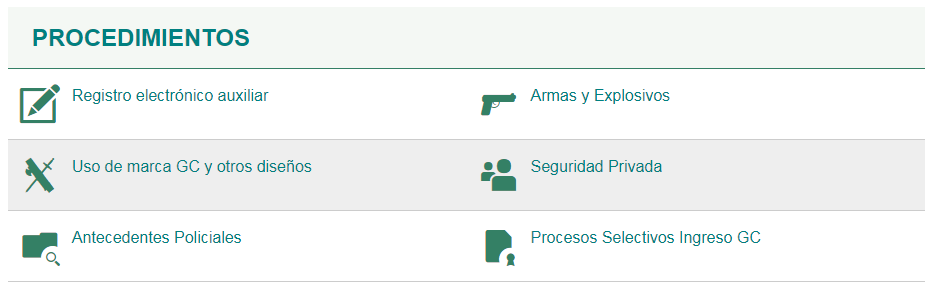 PROCEDIMIENTOS
Registro electrónico auxiliar
Armas y Explosivos
Uso de marca GC y otros diseños
Seguridad Privada
Antecedentes Policiales
Procesos Selectivos Ingreso GC